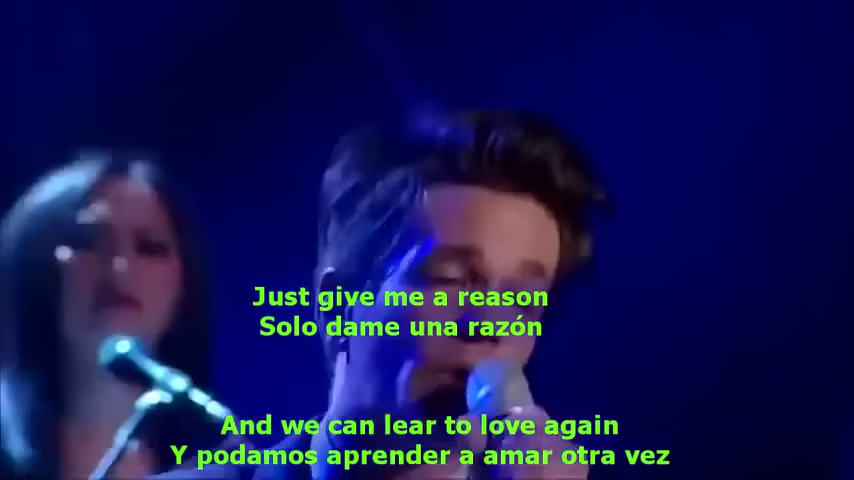 Just give me a reason
Solo dame una razón
And we can lear to love again
Y podamos aprender a amar otra vez